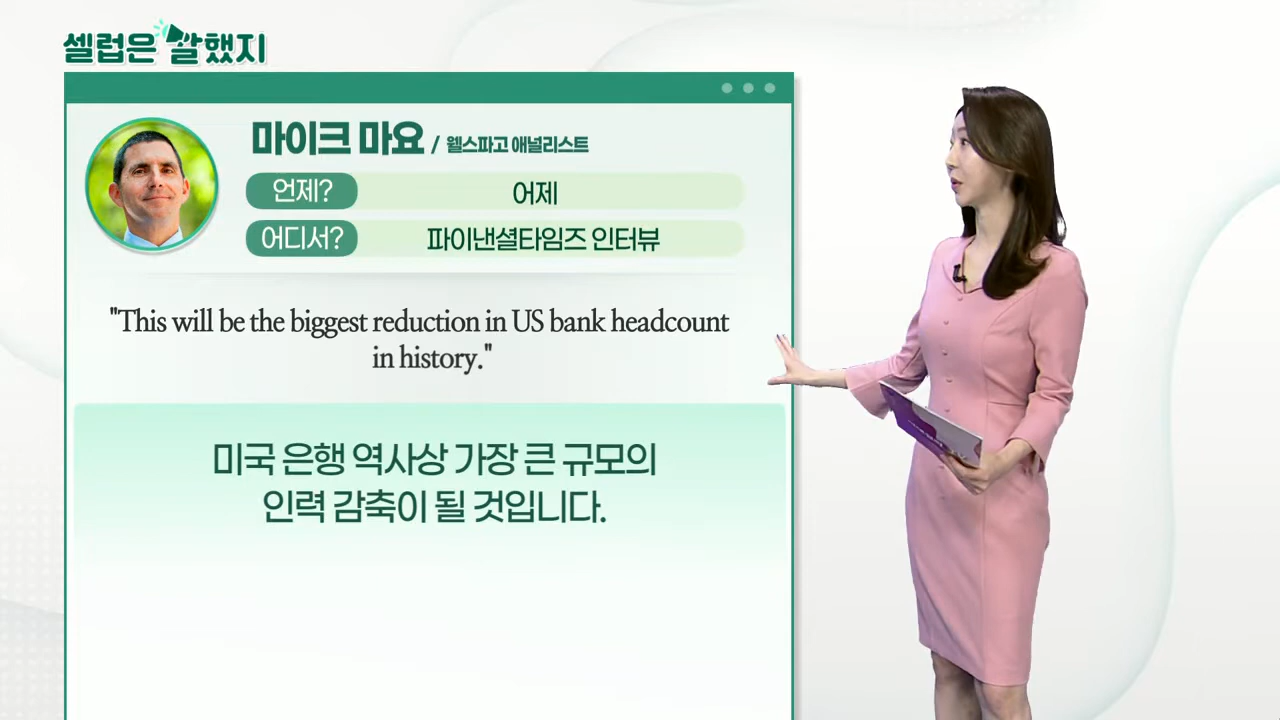 셀럽은 살했지
마이크 마요 / 웰스파고 애널리스트
언제? 어제
어디서? 파이낸셜타임즈 인터뷰
"This will be the biggest reduction in US bank headcount
in history."
미국 은행 역사상 가장 큰 규모의
인력 감축이 될 것입니다.